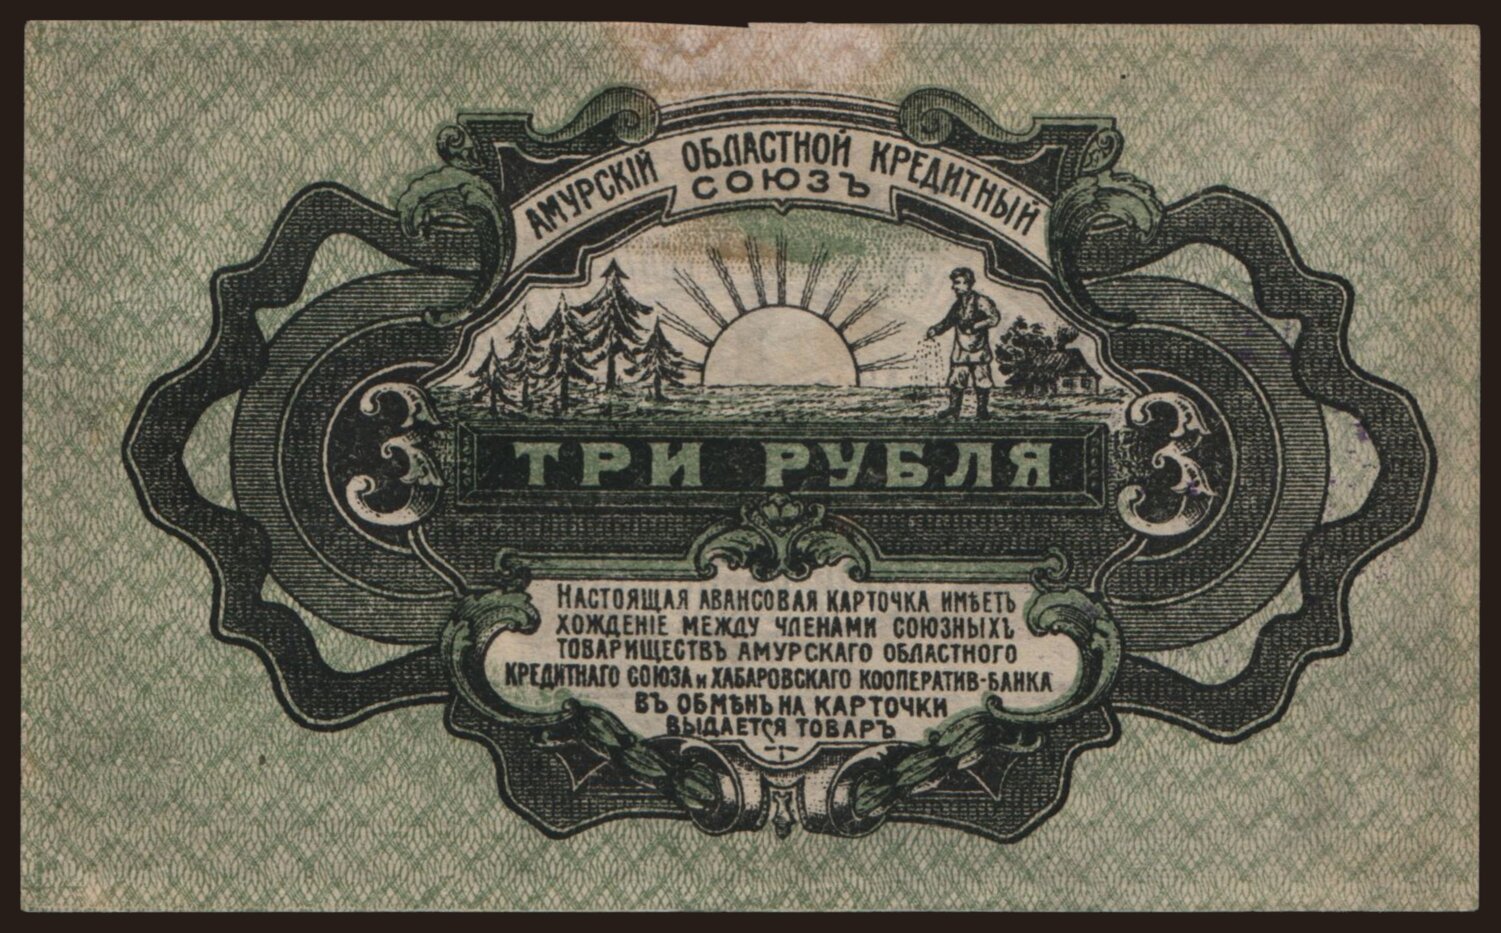 АМУРСКІЙ ОБЛАСТНОЙ КРЕДИТНЫЙ
СОЮЗЪ
3 ТРИ РУБЛЯ 3
НАСТОЯЩАЯ АВАНСОВАЯ КАРТОЧКА ИМѢЕТЬ
ХОЖДЕНІЕ МЕЖДУ ЧЛЕНАМИ СОЮЗНЫХЪ
ТОВАРИЩЕСТВЪ АМУРСКАГО ОБЛАСТНОГО
КРЕДИТНАГО СОЮЗА и ХАБАРОВСКАГО КООПЕРАТИВ-БАНКА
ВЪ ОБМѢНЪ НА КАРТОЧКИ
ВЫДАЕТСЯ ТОВАРЪ